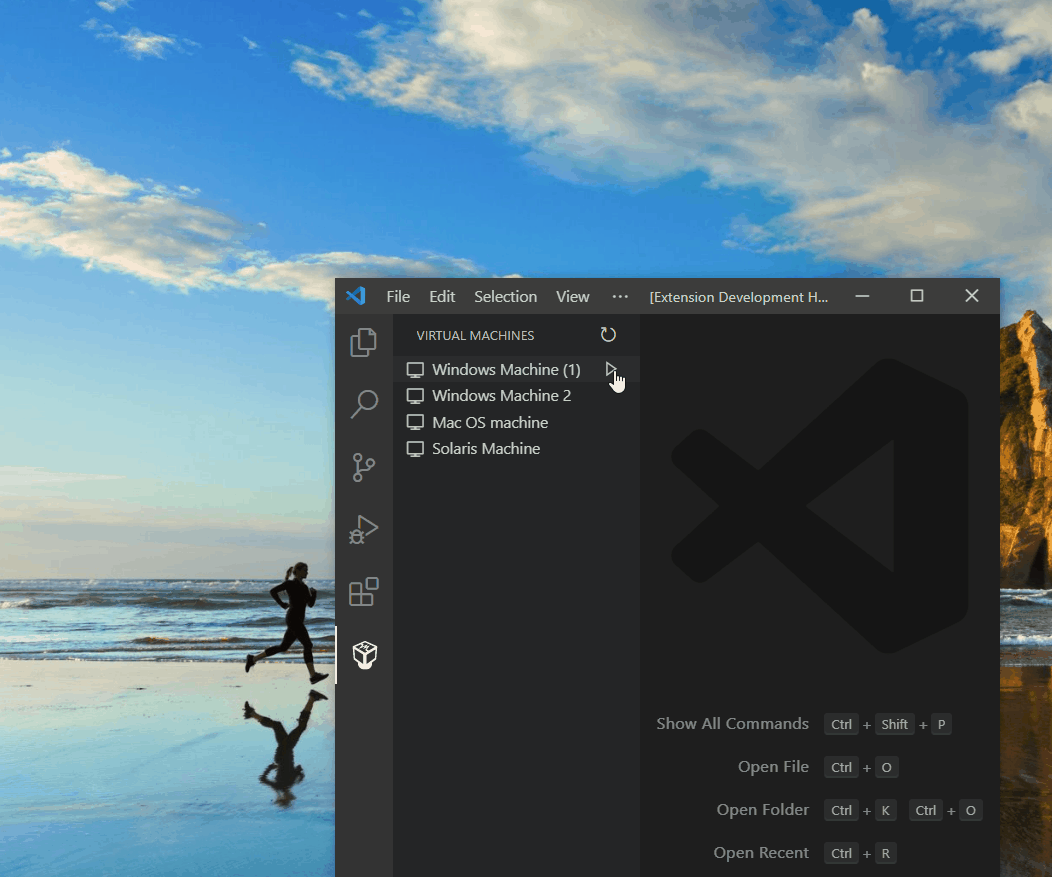 File Edit Selection View ··· [Extension Development H...
VIRTUAL MACHINES
Windows Machine (1)
Windows Machine 2
Mac OS machine
Solaris Machine
Show All Commands Ctrl + Shift + P
Open File Ctrl + O
Open Folder Ctrl + K Ctrl + O
Open Recent Ctrl + R